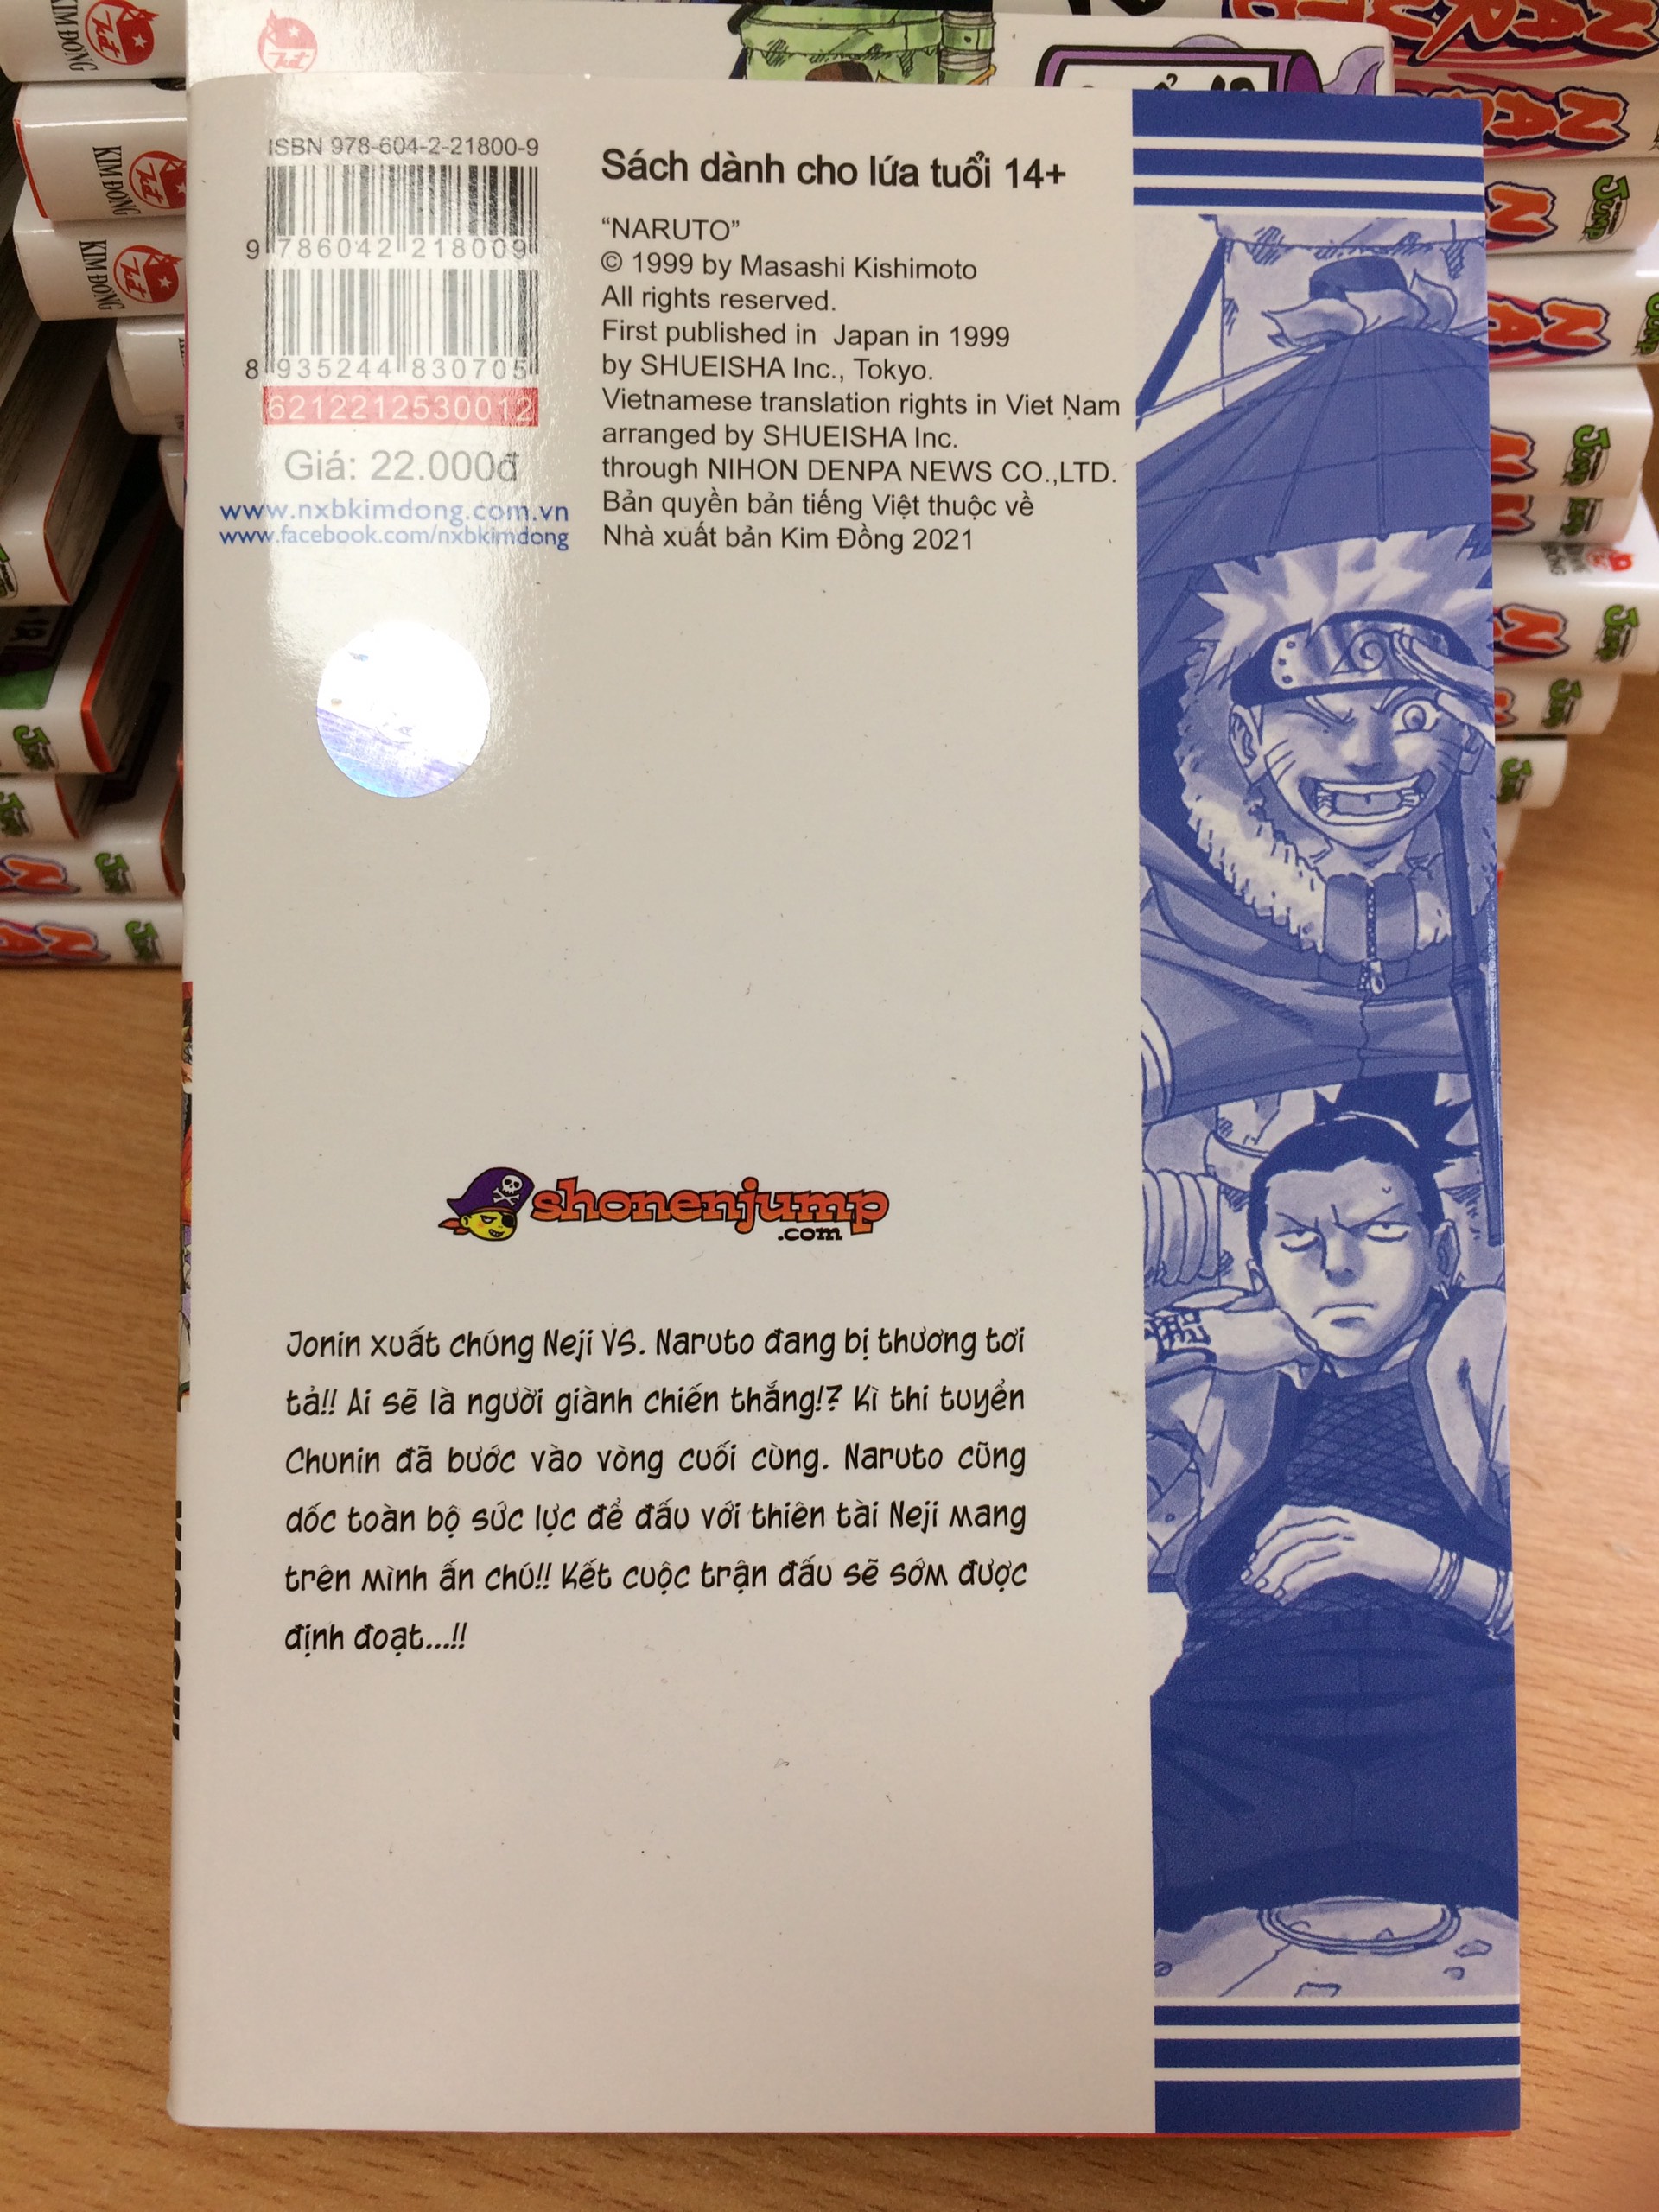 KIM ĐỒNG
KIM ĐỒNG
KIM ĐỒNG
ISBN 978-604-2-21800-9
9 786042 218009
8 935244 830705
6212212530012
Giá: 22.000đ
www.nxbkimdong.com.vn
www.facebook.com/nxbkimdong
Sách dành cho lứa tuổi 14+
“NARUTO”
© 1999 by Masashi Kishimoto
All rights reserved.
First published in Japan in 1999
by SHUEISHA Inc., Tokyo.
Vietnamese translation rights in Viet Nam
arranged by SHUEISHA Inc.
through NIHON DENPA NEWS CO.,LTD.
Bản quyền bản tiếng Việt thuộc về
Nhà xuất bản Kim Đồng 2021
shonenjump
.com
Jonin xuất chúng Neji VS. Naruto đang bị thương tơi
tả!! Ai sẽ là người giành chiến thắng!? Kì thi tuyển
Chunin đã bước vào vòng cuối cùng. Naruto cũng
dốc toàn bộ sức lực để đấu với thiên tài Neji mang
trên mình ấn chú!! Kết cuộc trận đấu sẽ sớm được
định đoạt...!!